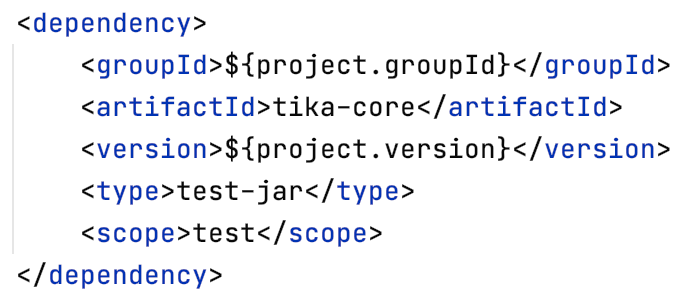 <dependency>
    <groupId>${project.groupId}</groupId>
    <artifactId>tika-core</artifactId>
    <version>${project.version}</version>
    <type>test-jar</type>
    <scope>test</scope>
</dependency>